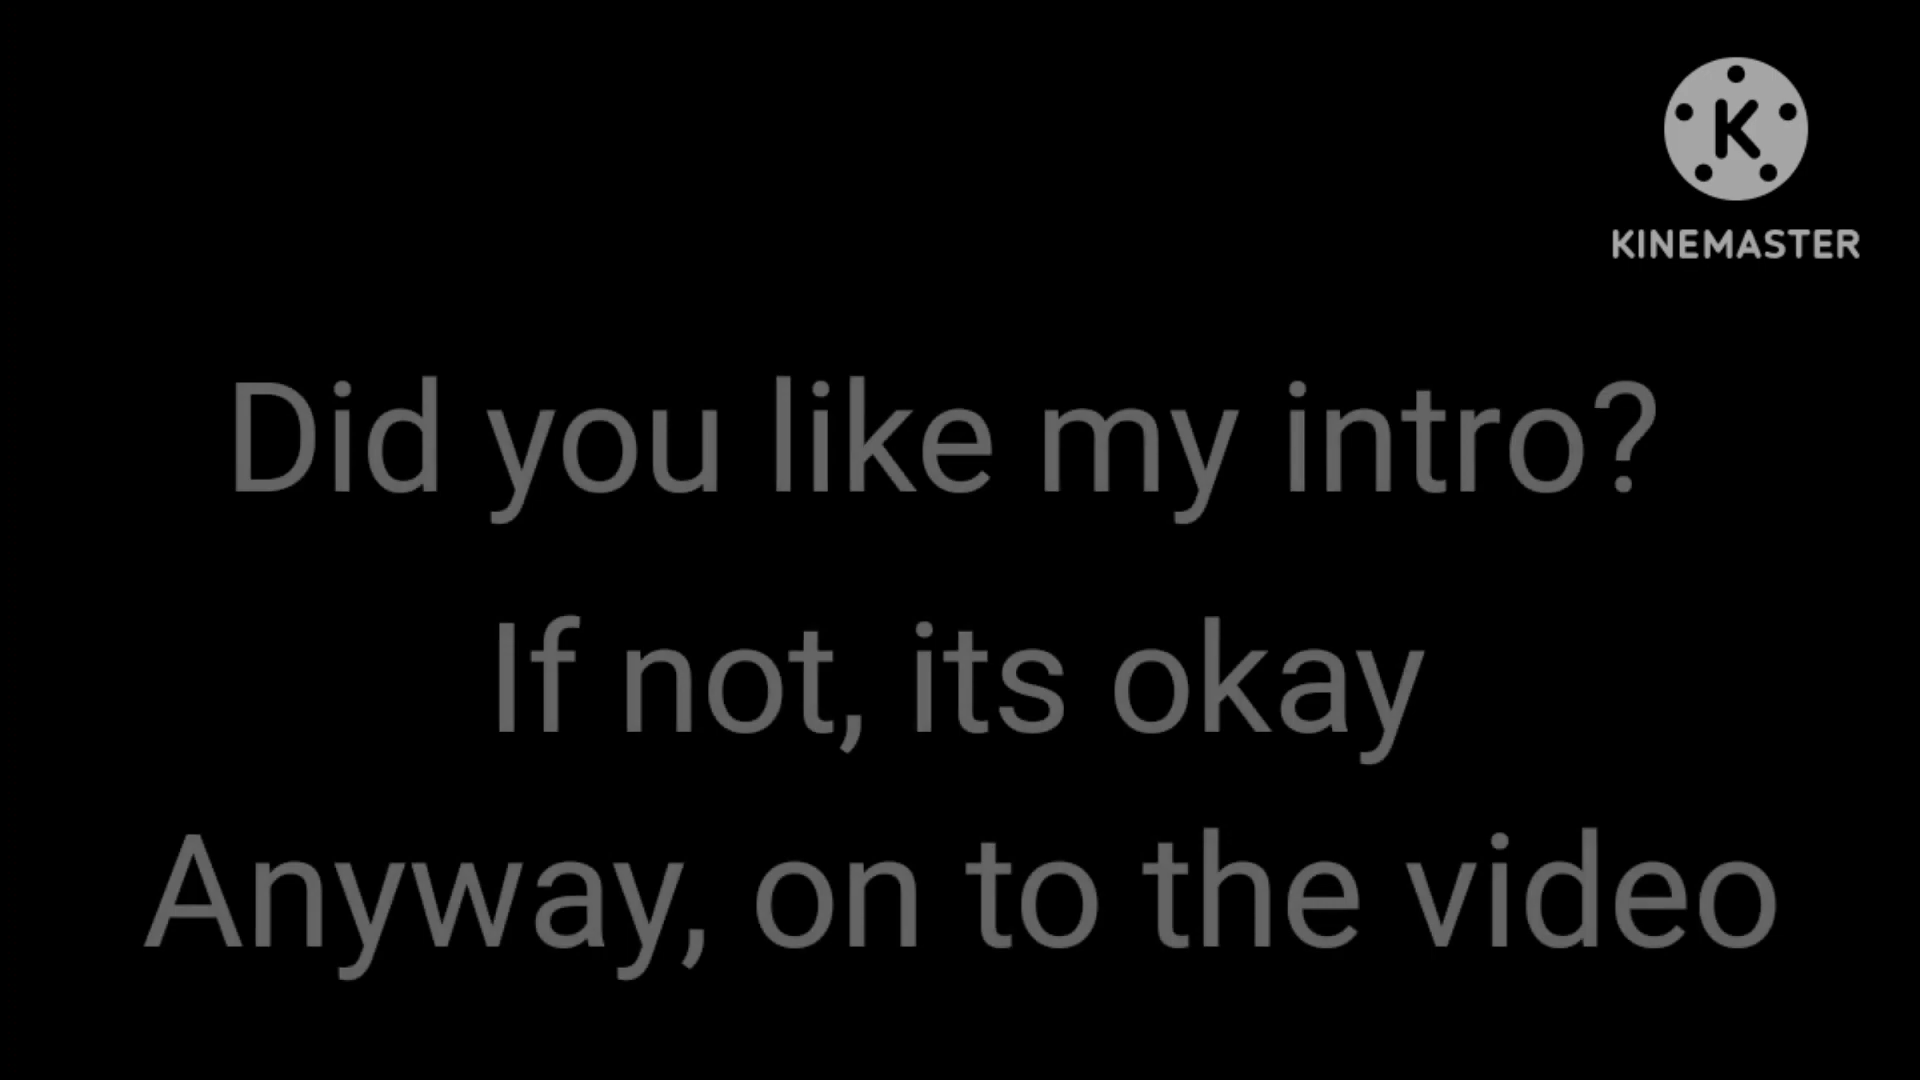 K
KINEMASTER
Did you like my intro?
If not, its okay
Anyway, on to the video